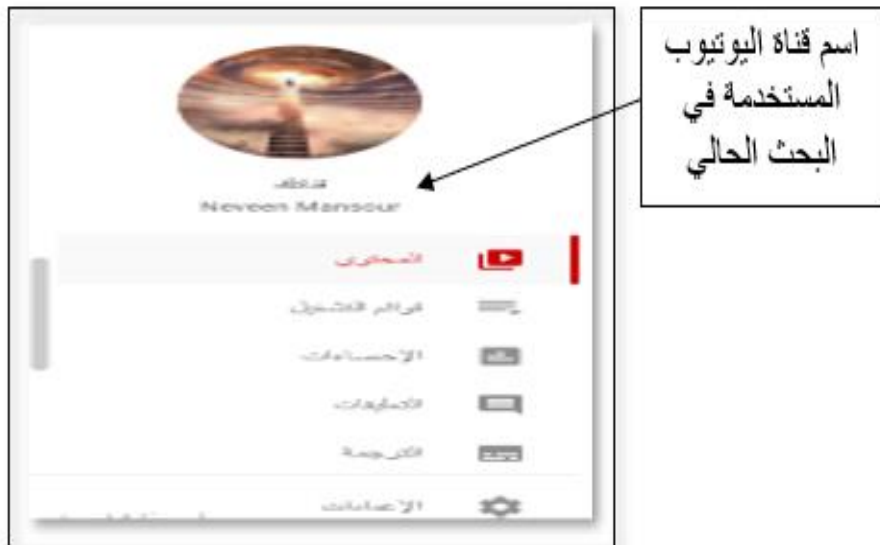 اسم قناة اليوتيوب
المستخدمة في
البحث الحالي
قناتك
Neveen Mansour
المحتوى
قوائم التشغيل
الإحصاءات
التعليقات
الترجمة
الإعدادات